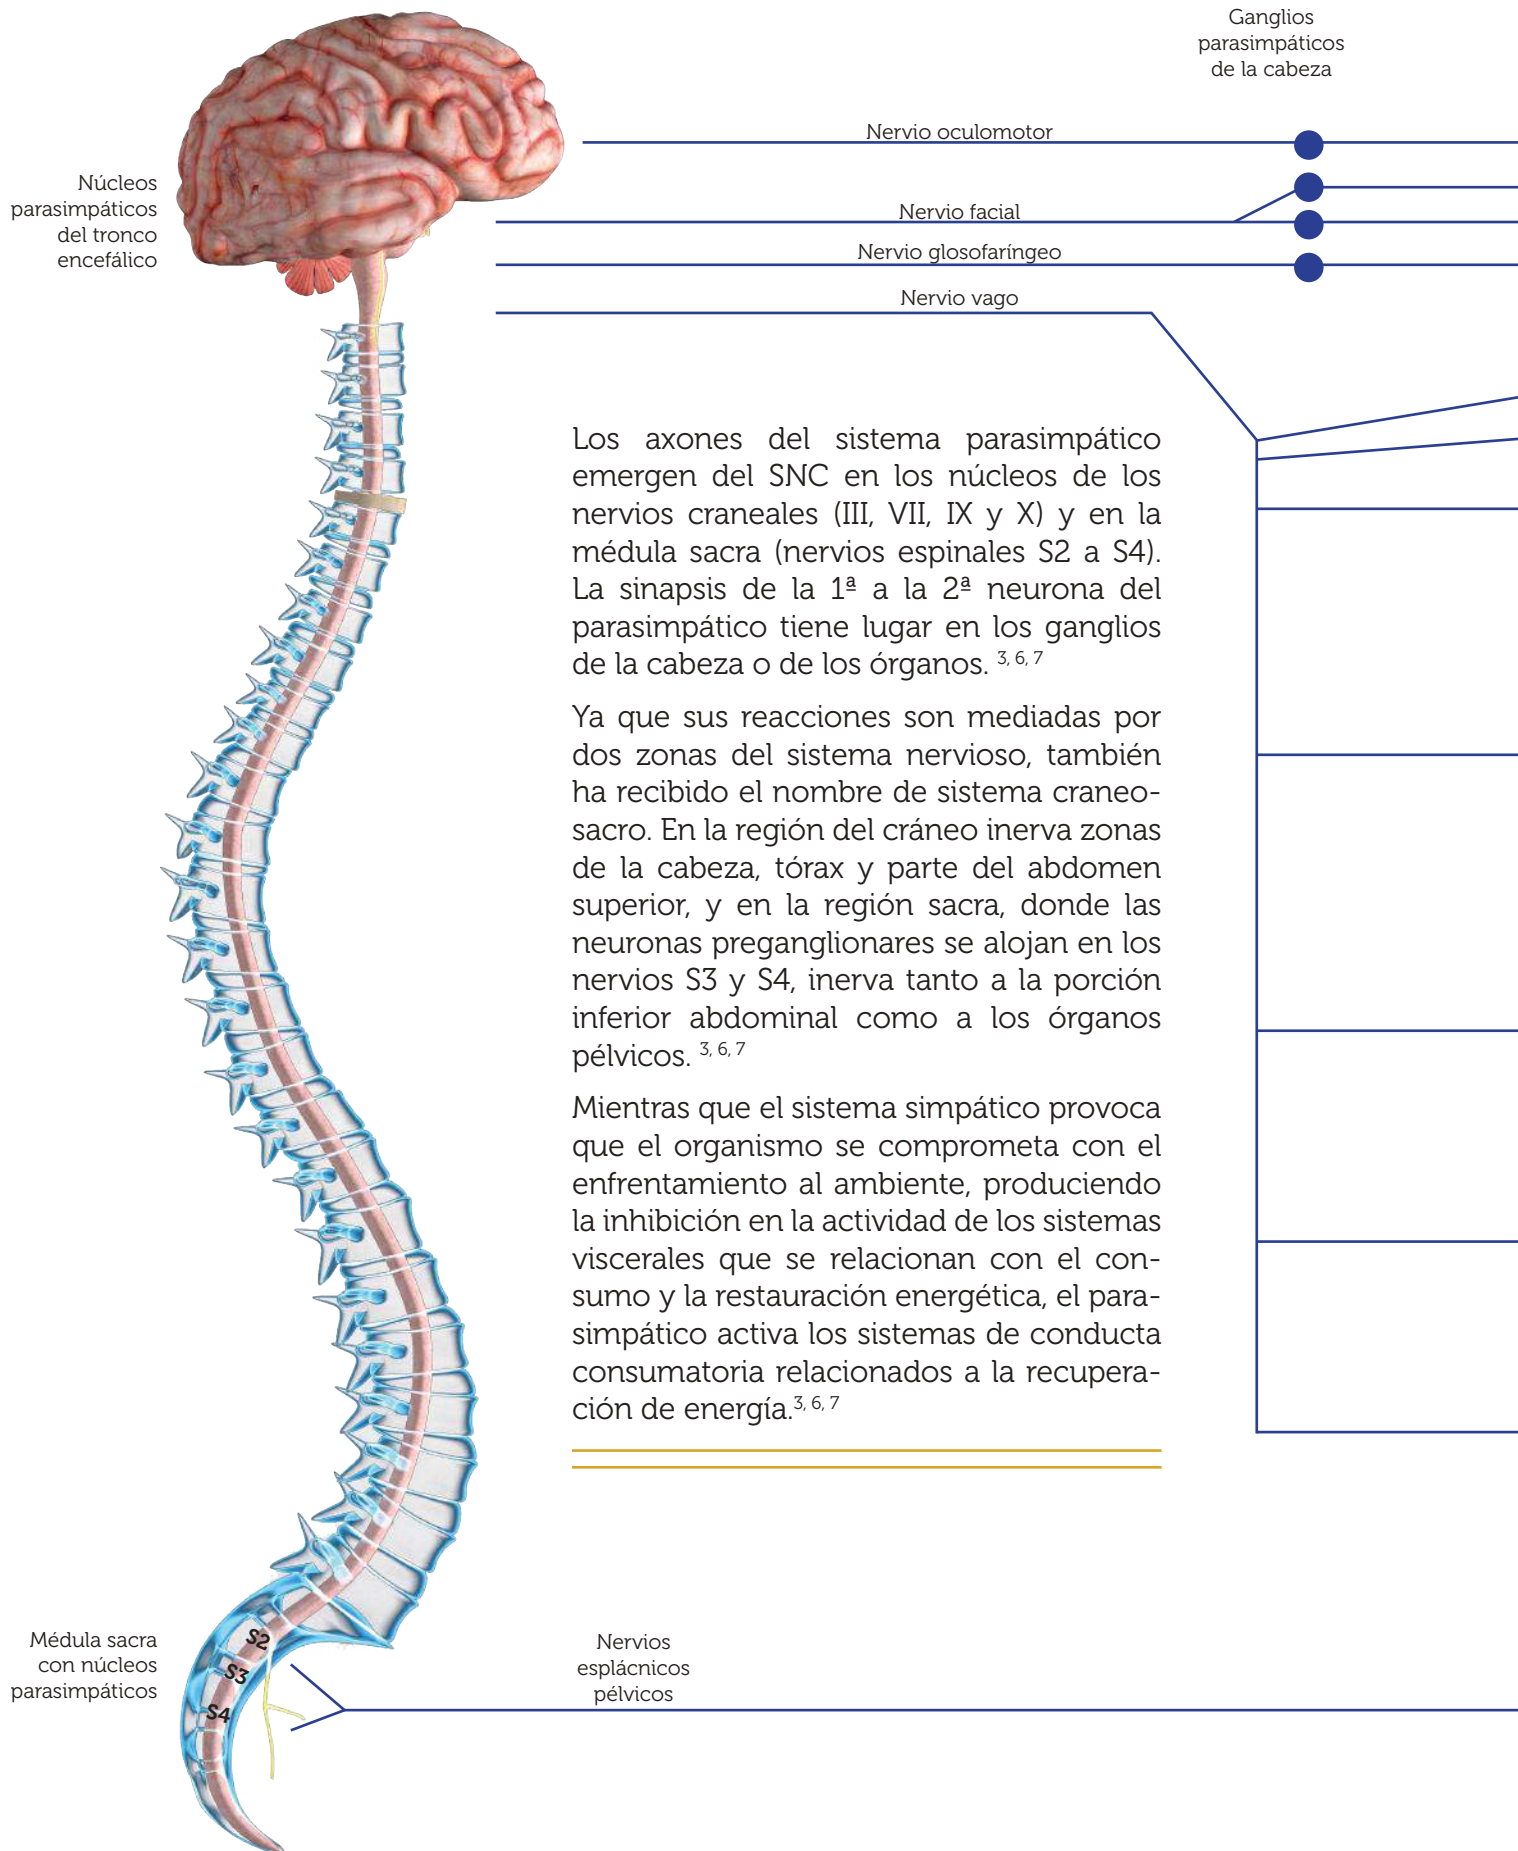 Ganglios
parasimpáticos
de la cabeza
Nervio oculomotor
Núcleos
parasimpáticos
del tronco
encefálico
Nervio facial
Nervio glosofaríngeo
Nervio vago
Los axones del sistema parasimpático
emergen del SNC en los núcleos de los
nervios craneales (III, VII, IX y X) y en la
médula sacra (nervios espinales S2 a S4).
La sinapsis de la 1ª a la 2ª neurona del
parasimpático tiene lugar en los ganglios
de la cabeza o de los órganos. 3, 6, 7
Ya que sus reacciones son mediadas por
dos zonas del sistema nervioso, también
ha recibido el nombre de sistema craneo-
sacro. En la región del cráneo inerva zonas
de la cabeza, tórax y parte del abdomen
superior, y en la región sacra, donde las
neuronas preganglionares se alojan en los
nervios S3 y S4, inerva tanto a la porción
inferior abdominal como a los órganos
pélvicos. 3, 6, 7
Mientras que el sistema simpático provoca
que el organismo se comprometa con el
enfrentamiento al ambiente, produciendo
la inhibición en la actividad de los sistemas
viscerales que se relacionan con el con-
sumo y la restauración energética, el para-
simpático activa los sistemas de conducta
consumatoria relacionados a la recupera-
ción de energía.3, 6, 7
Médula sacra
con núcleos
parasimpáticos
S2
S3
S4
Nervios
esplácnicos
pélvicos